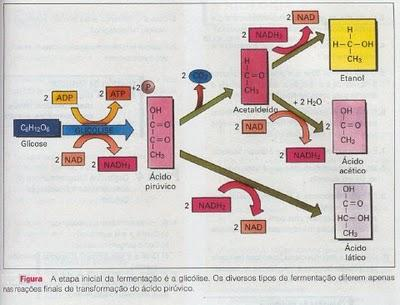 C₆H₁₂O₆
Glicose
2 ADP
2 ATP
+2 P
GLICÓLISE
2 NAD
2 NADH₂
OH
C=O
C=O
CH₃
Ácido
pirúvico
2 CO₂
2 NADH₂
2 NAD
H
C=O
CH₃
Acetaldeído
H
H-C-OH
CH₃
Etanol
+ 2 H₂O
2 NAD
2 NADH₂
OH
C=O
CH₃
Ácido
acético
2 NADH₂
2 NAD
OH
C=O
HC-OH
CH₃
Ácido
lático
Figura A etapa inicial da fermentação é a glicólise. Os diversos tipos de fermentação diferem apenas
nas reações finais de transformação do ácido pirúvico.